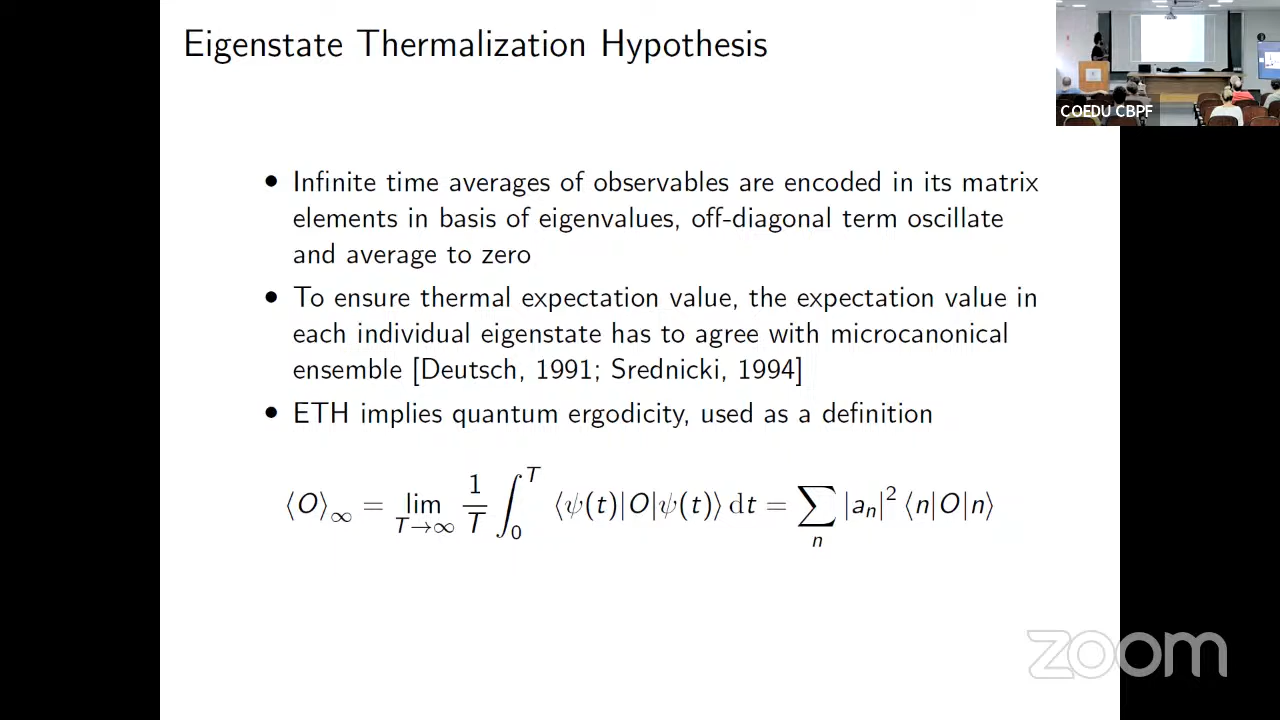 Eigenstate Thermalization Hypothesis
COEDU CBPF
• Infinite time averages of observables are encoded in its matrix
elements in basis of eigenvalues, off-diagonal term oscillate
and average to zero
• To ensure thermal expectation value, the expectation value in
each individual eigenstate has to agree with microcanonical
ensemble [Deutsch, 1991; Srednicki, 1994]
• ETH implies quantum ergodicity, used as a definition
⟨O⟩∞ = lim T→∞ 1/T ∫₀ᵀ ⟨ψ(t)|O|ψ(t)⟩ dt = ∑ₙ |aₙ|² ⟨n|O|n⟩
zoom